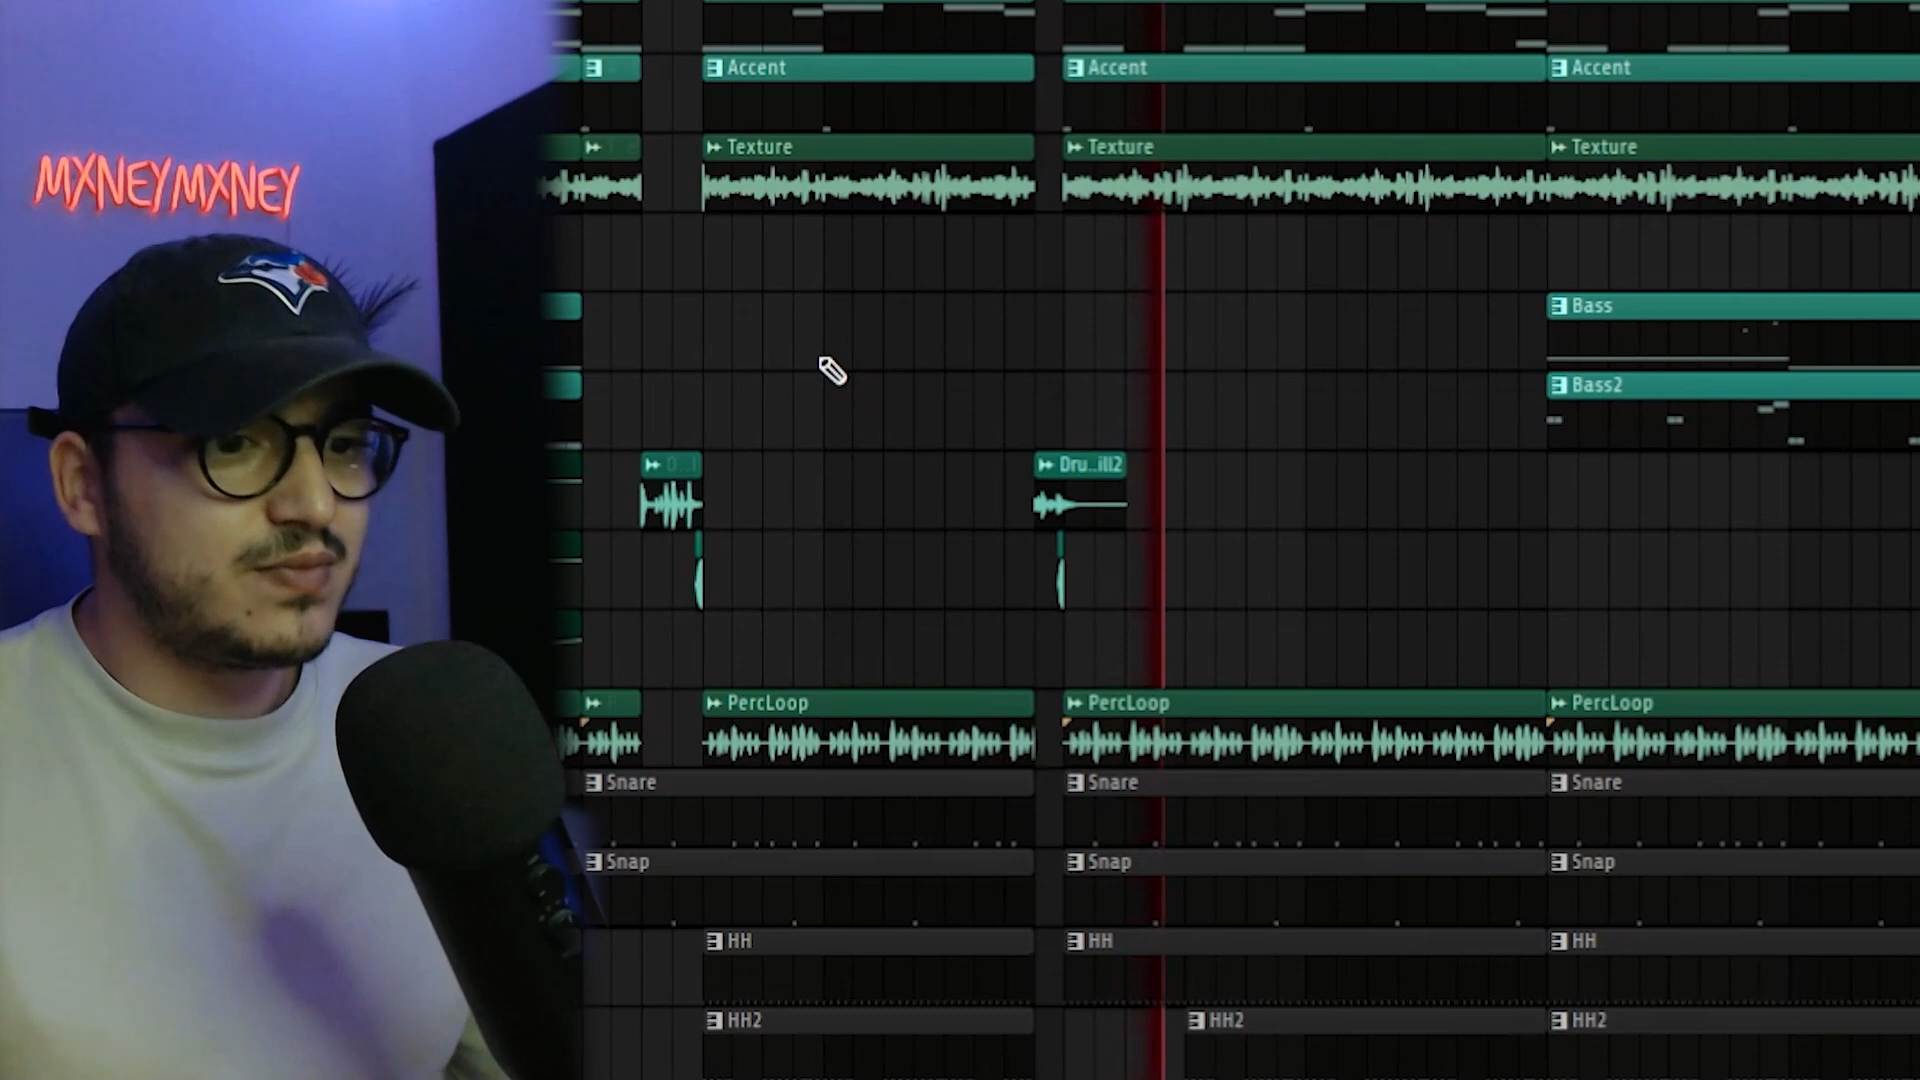 MXNEYMXNEY
Accent Accent Accent
Texture Texture Texture
Bass
Bass2
Dru..ill2
PercLoop PercLoop PercLoop
Snare Snare Snare
Snap Snap Snap
HH HH HH
HH2 HH2 HH2